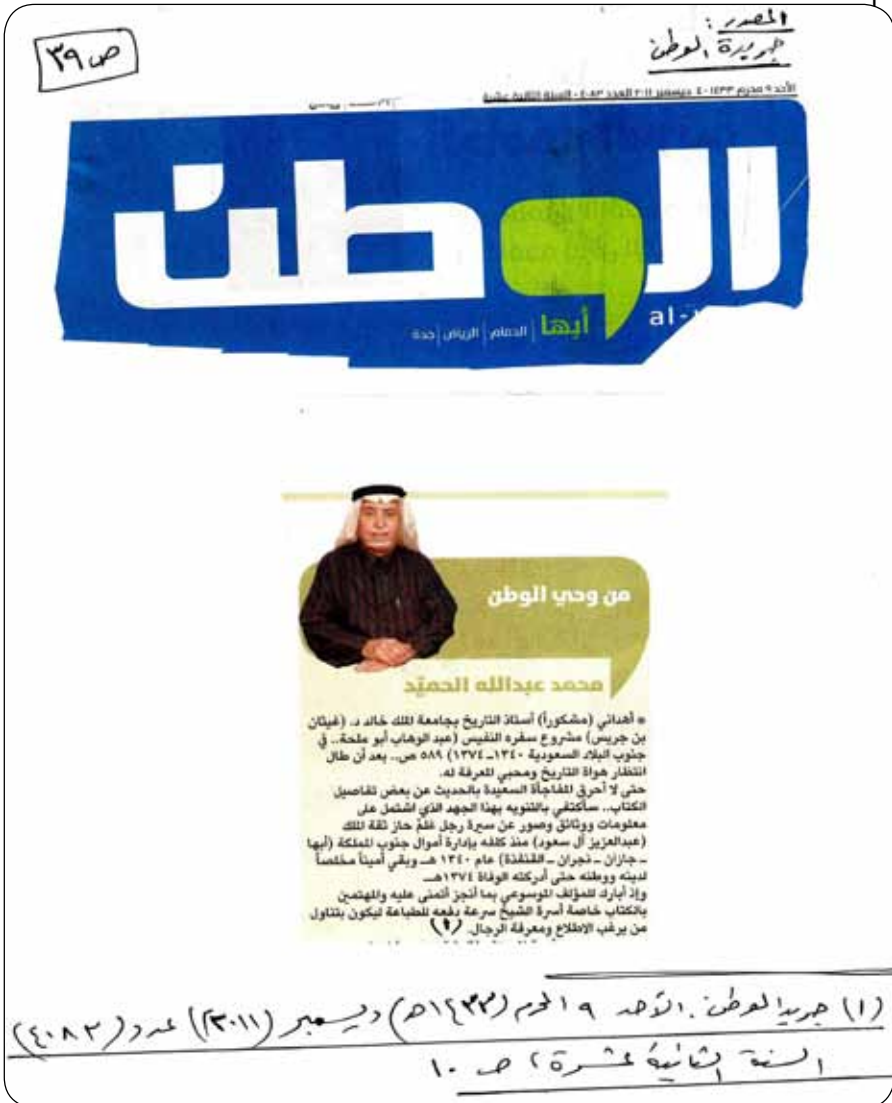 المصدر:
جريدة الوطن
ص ٣٩
الأحد ٩ محرم ١٤٣٣ - ٤ ديسمبر ٢٠١١ العدد ٤٠٨٣ - السنة الثانية عشرة
الوطن
al-
أبها | الدمام | الرياض | جدة
من وحي الوطن
محمد عبدالله الحميّد
* أهداني (مشكوراً) أستاذ التاريخ بجامعة الملك خالد د. (غيثان
بن جريس) مشروع سفره النفيس (عبد الوهاب أبو ملحة.. في
جنوب البلاد السعودية ١٣٤٠ـ ١٣٧٤) ٥٨٩ ص.. بعد أن طال
انتظار هواة التاريخ ومحبي المعرفة له.
حتى لا أحرق المفاجأة السعيدة بالحديث عن بعض تفاصيل
الكتاب.. سأكتفي بالتنويه بهذا الجهد الذي اشتمل على
معلومات ووثائق وصور عن سيرة رجل عَلَمٌ حاز ثقة الملك
(عبدالعزيز آل سعود) منذ كلفه بإدارة أموال جنوب المملكة (أبها
ـ جازان ـ نجران ـ القنفذة) عام ١٣٤٠ هـ وبقي أميناً مخلصاً
لدينه ووطنه حتى أدركته الوفاة ١٣٧٤هـ.
وإذ أبارك للمؤلف الموسوعي بما أنجز أتمنى عليه والمهتمين
بالكتاب خاصة أسرة الشيخ سرعة دفعه للطباعة ليكون بتناول
من يرغب الاطلاع ومعرفة الرجال. (١)
(١) جريدة الوطن. الأحد ٩ محرم (١٤٣٣هـ) ديسمبر (٢٠١١) عدد (٤٠٨٣)
السنة الثانية عشرة، ص ١٠